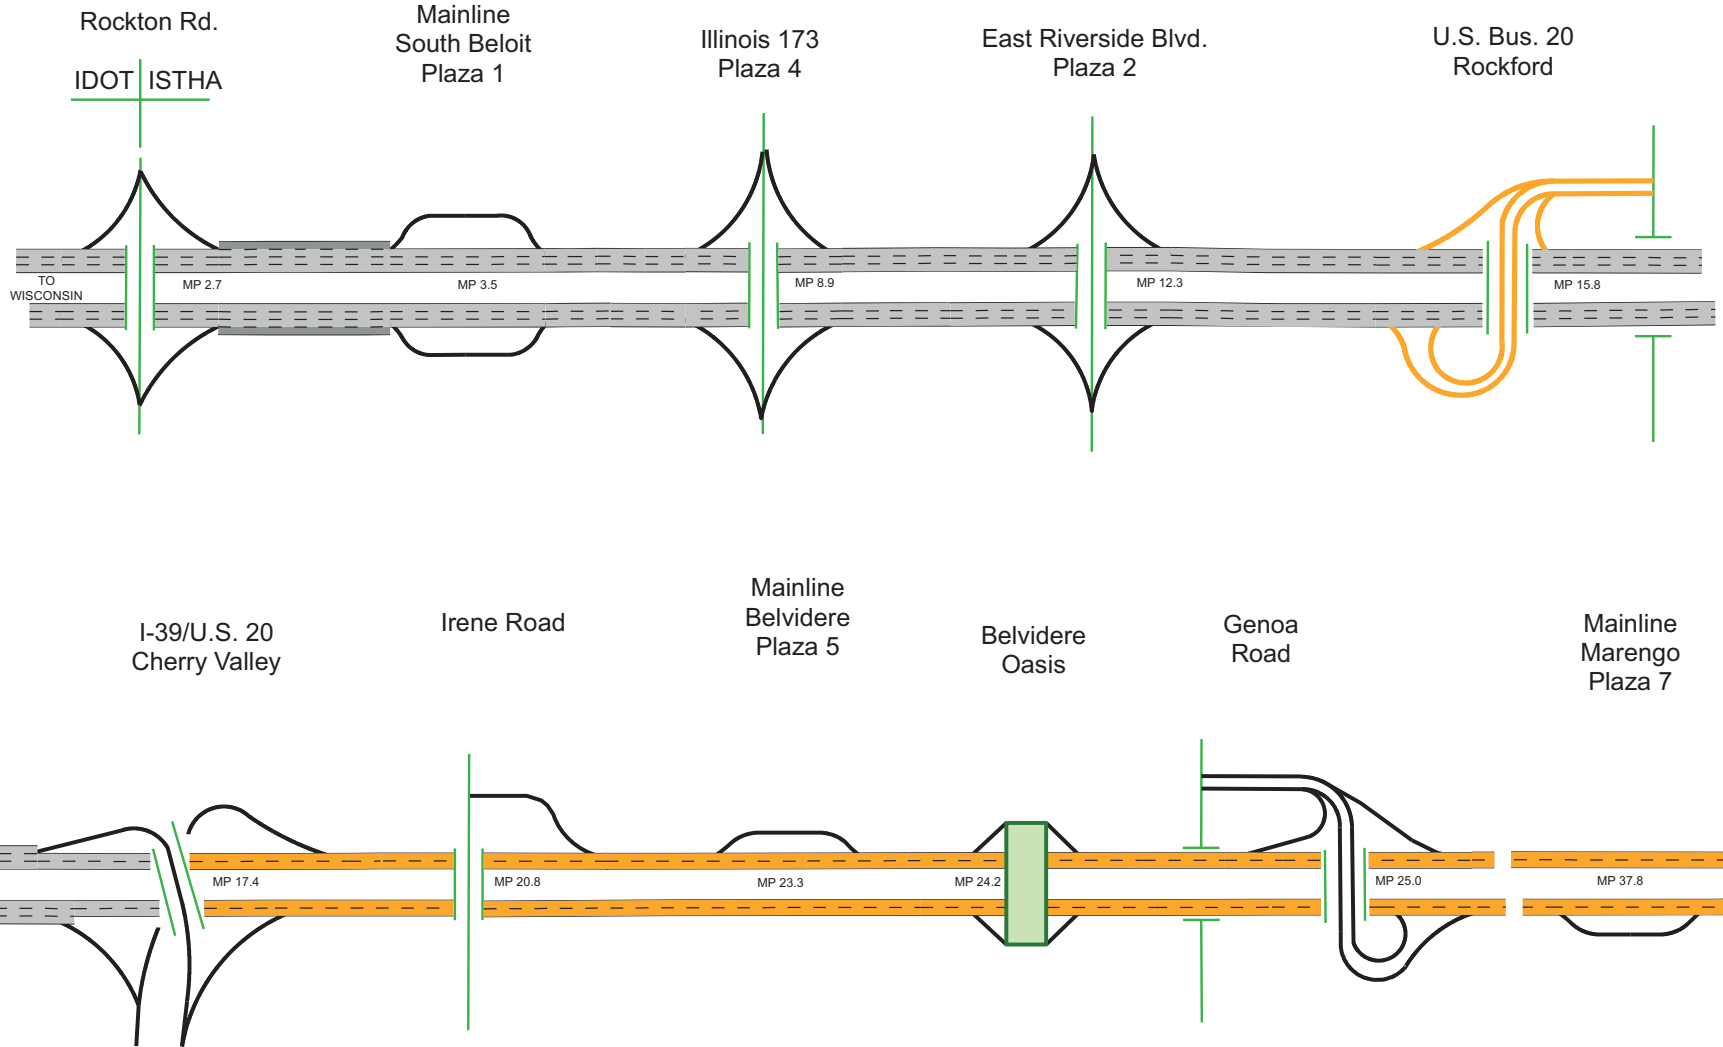 Rockton Rd.
IDOT ISTHA
Mainline
South Beloit
Plaza 1
Illinois 173
Plaza 4
East Riverside Blvd.
Plaza 2
U.S. Bus. 20
Rockford
TO
WISCONSIN
MP 2.7
MP 3.5
MP 8.9
MP 12.3
MP 15.8
I-39/U.S. 20
Cherry Valley
Irene Road
Mainline
Belvidere
Plaza 5
Belvidere
Oasis
Genoa
Road
Mainline
Marengo
Plaza 7
MP 17.4
MP 20.8
MP 23.3
MP 24.2
MP 25.0
MP 37.8